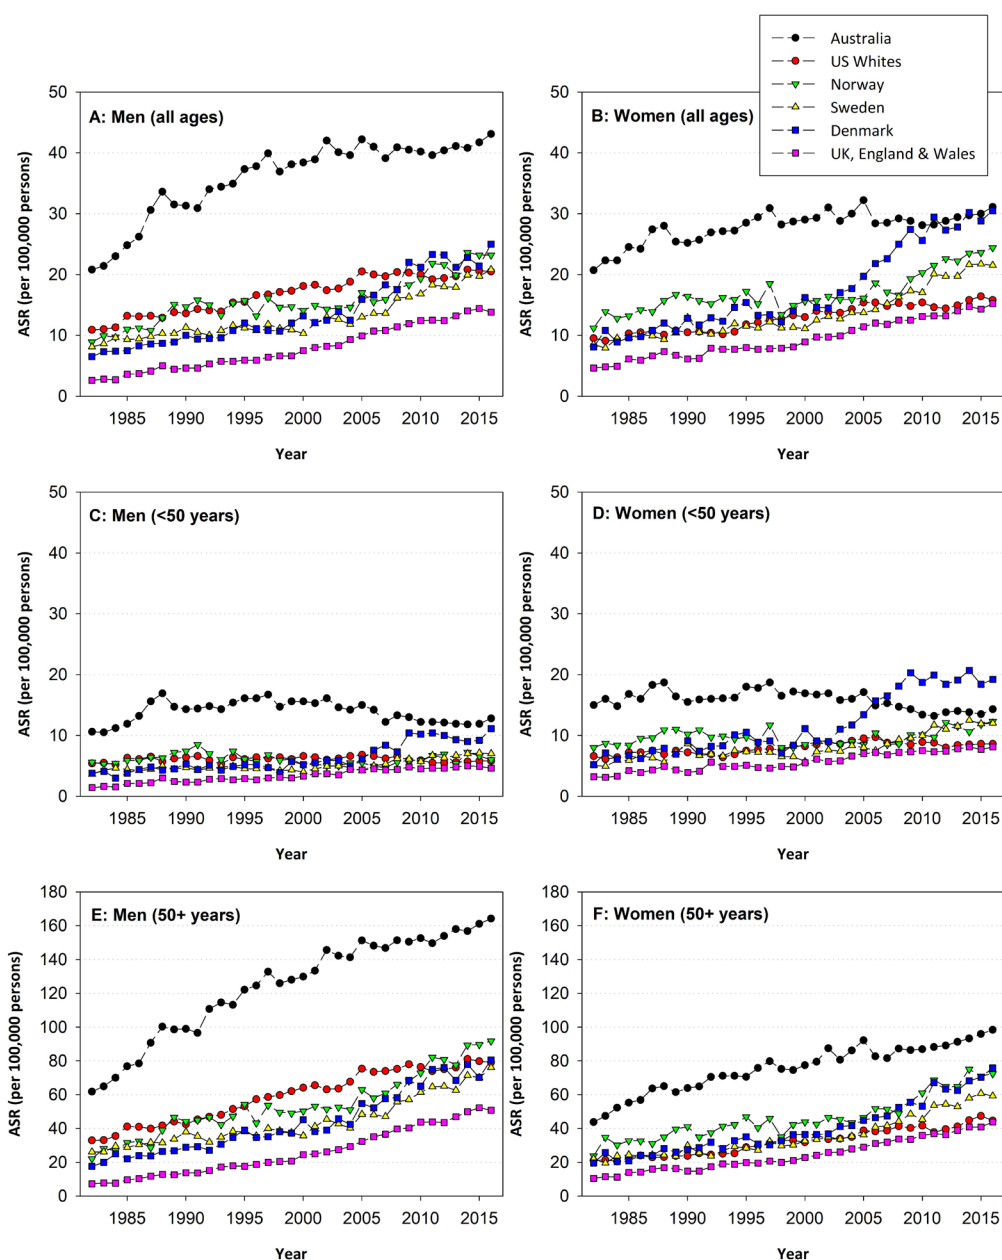 Australia
US Whites
Norway
Sweden
Denmark
UK, England & Wales
A: Men (all ages)
ASR (per 100,000 persons)
50
40
30
20
10
0
1985 1990 1995 2000 2005 2010 2015
Year
B: Women (all ages)
ASR (per 100,000 persons)
50
40
30
20
10
0
1985 1990 1995 2000 2005 2010 2015
Year
C: Men (<50 years)
ASR (per 100,000 persons)
50
40
30
20
10
0
1985 1990 1995 2000 2005 2010 2015
Year
D: Women (<50 years)
ASR (per 100,000 persons)
50
40
30
20
10
0
1985 1990 1995 2000 2005 2010 2015
Year
E: Men (50+ years)
ASR (per 100,000 persons)
180
160
140
120
100
80
60
40
20
0
1985 1990 1995 2000 2005 2010 2015
Year
F: Women (50+ years)
ASR (per 100,000 persons)
180
160
140
120
100
80
60
40
20
0
1985 1990 1995 2000 2005 2010 2015
Year